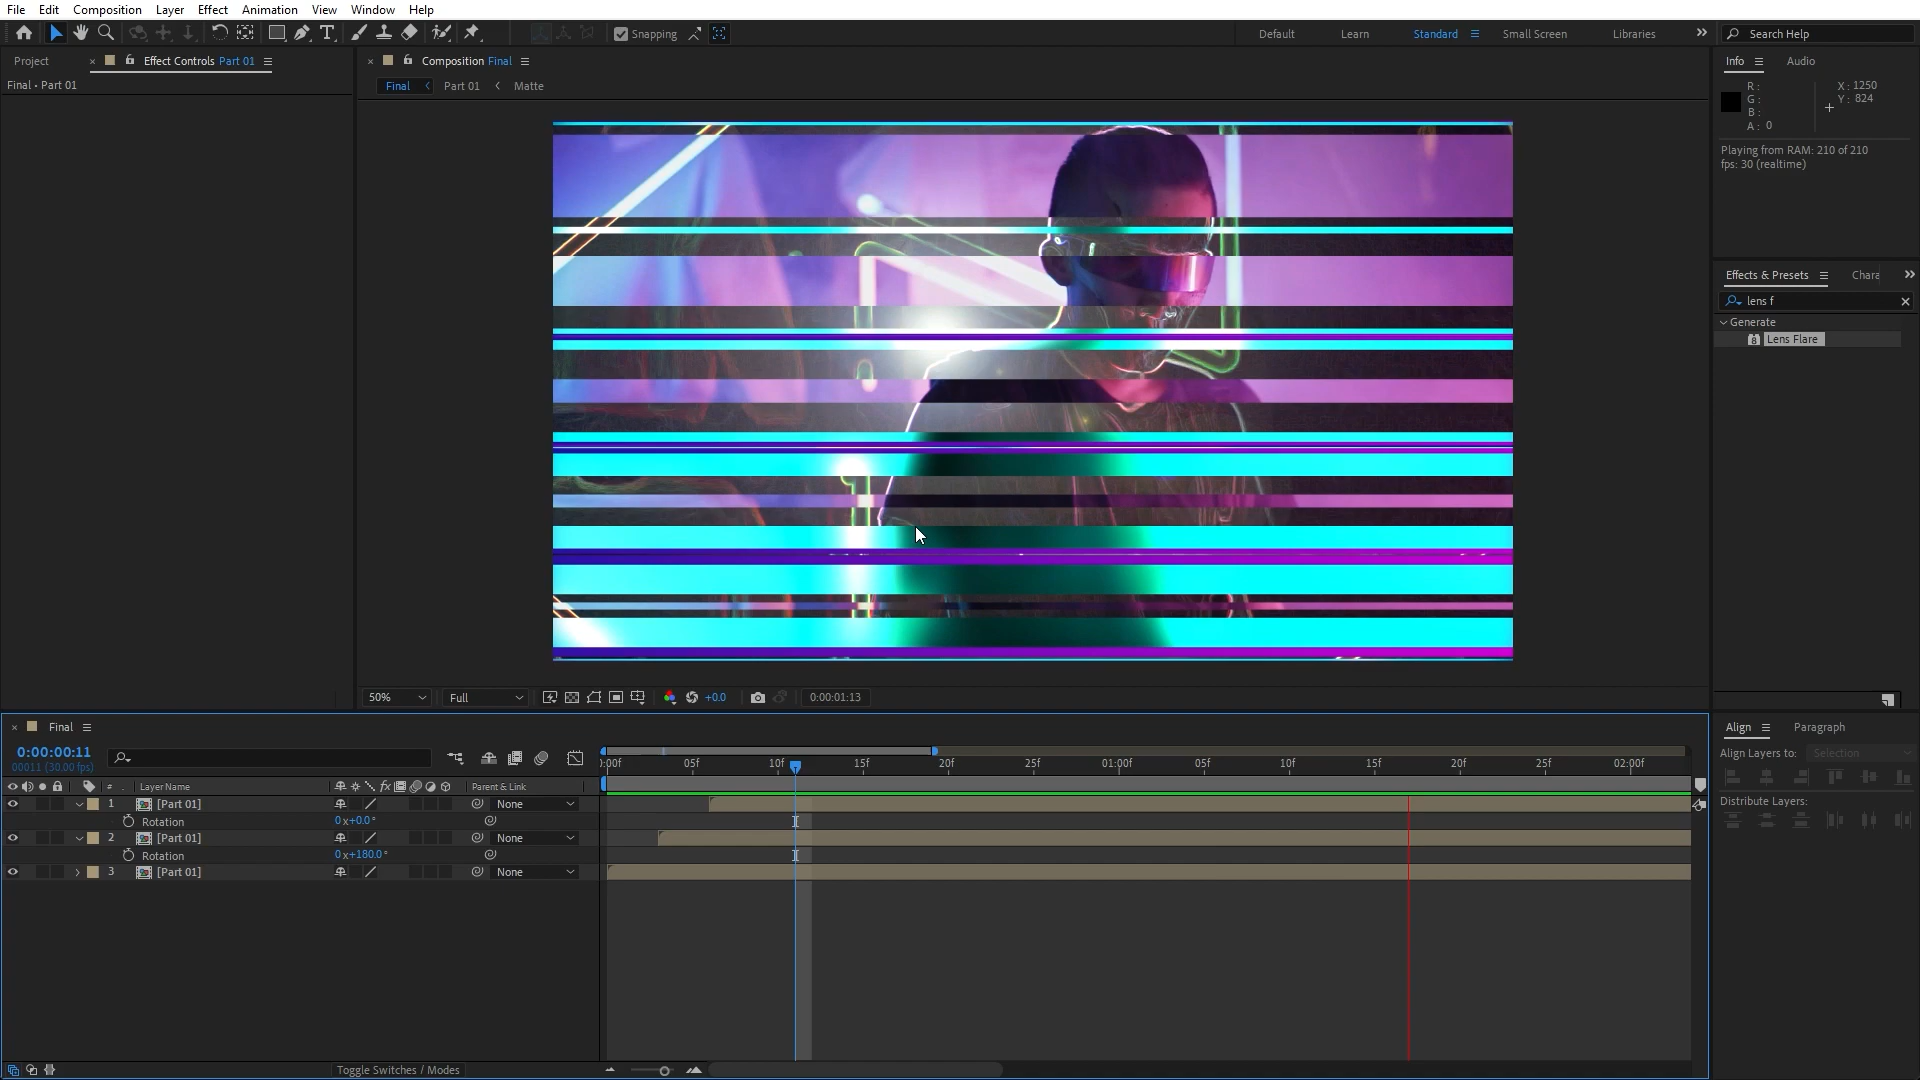 File Edit Composition Layer Effect Animation View Window Help
Snapping
Default Learn Standard Small Screen Libraries Search Help
Project Effect Controls Part 01
Final • Part 01
Composition Final
Final Part 01 Matte
Info Audio
R :
G :
B :
A : 0
X : 1250
Y : 824
Playing from RAM: 210 of 210
fps: 30 (realtime)
Effects & Presets Chara
lens f
Generate
Lens Flare
50% Full +0.0 0:00:01:13
Final
0:00:00:11
00011 (30.00 fps)
:00f 05f 10f 15f 20f 25f 01:00f 05f 10f 15f 20f 25f 02:00f
# Layer Name fx Parent & Link
1 [Part 01] None
Rotation 0x+0.0°
2 [Part 01] None
Rotation 0x+180.0°
3 [Part 01] None
Toggle Switches / Modes
Align Paragraph
Align Layers to: Selection
Distribute Layers: